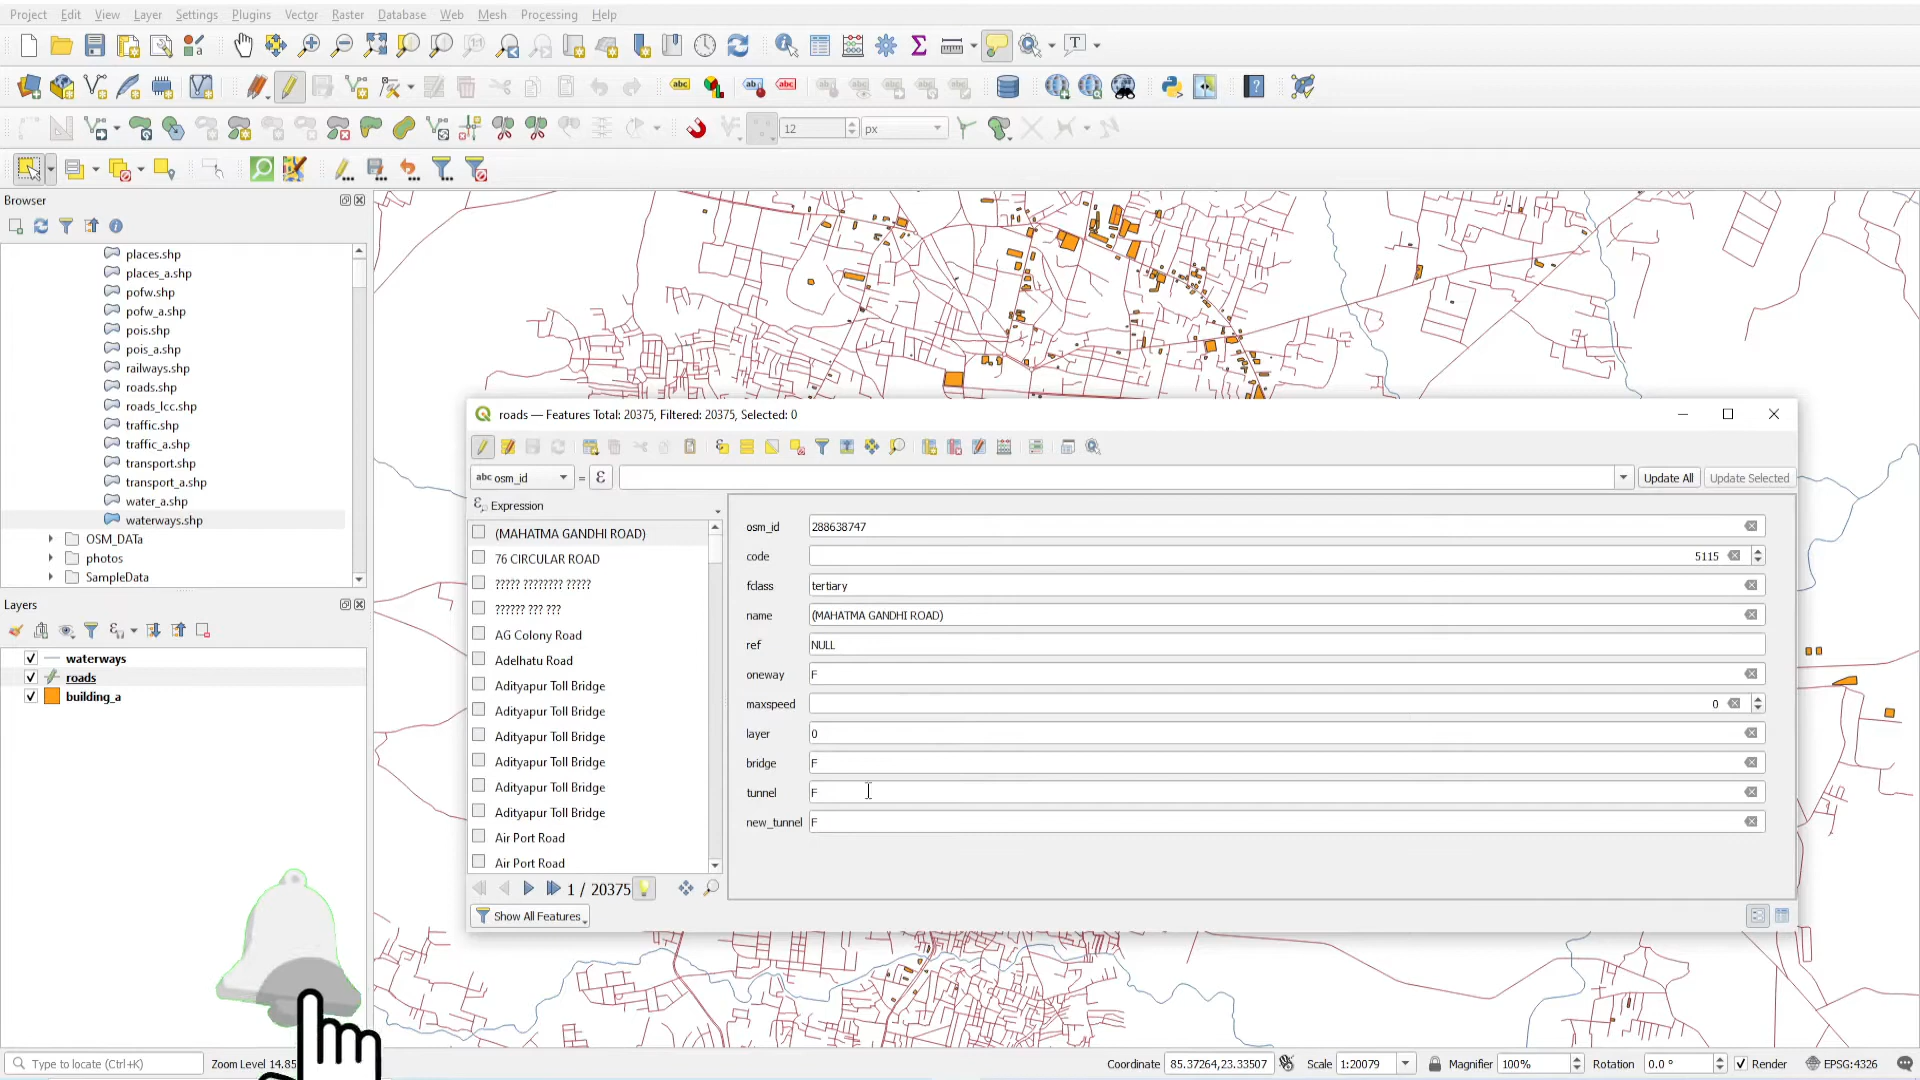 Project Edit View Layer Settings Plugins Vector Raster Database Web Mesh Processing Help
12 px
Browser
places.shp
places_a.shp
pofw.shp
pofw_a.shp
pois.shp
pois_a.shp
railways.shp
roads.shp
roads_lcc.shp
traffic.shp
traffic_a.shp
transport.shp
transport_a.shp
water_a.shp
waterways.shp
OSM_DATa
photos
SampleData
Layers
waterways
roads
building_a
roads — Features Total: 20375, Filtered: 20375, Selected: 0
abc osm_id = ε Update All Update Selected
Expression
(MAHATMA GANDHI ROAD)
76 CIRCULAR ROAD
????? ???????? ?????
?????? ??? ???
AG Colony Road
Adelhatu Road
Adityapur Toll Bridge
Adityapur Toll Bridge
Adityapur Toll Bridge
Adityapur Toll Bridge
Adityapur Toll Bridge
Adityapur Toll Bridge
Air Port Road
Air Port Road
1 / 20375
Show All Features
osm_id 288638747
code 5115
fclass tertiary
name (MAHATMA GANDHI ROAD)
ref NULL
oneway F
maxspeed 0
layer 0
bridge F
tunnel F
new_tunnel F
Type to locate (Ctrl+K) Zoom Level 14.85 Coordinate 85.37264,23.33507 Scale 1:20079 Magnifier 100% Rotation 0.0 ° Render EPSG:4326